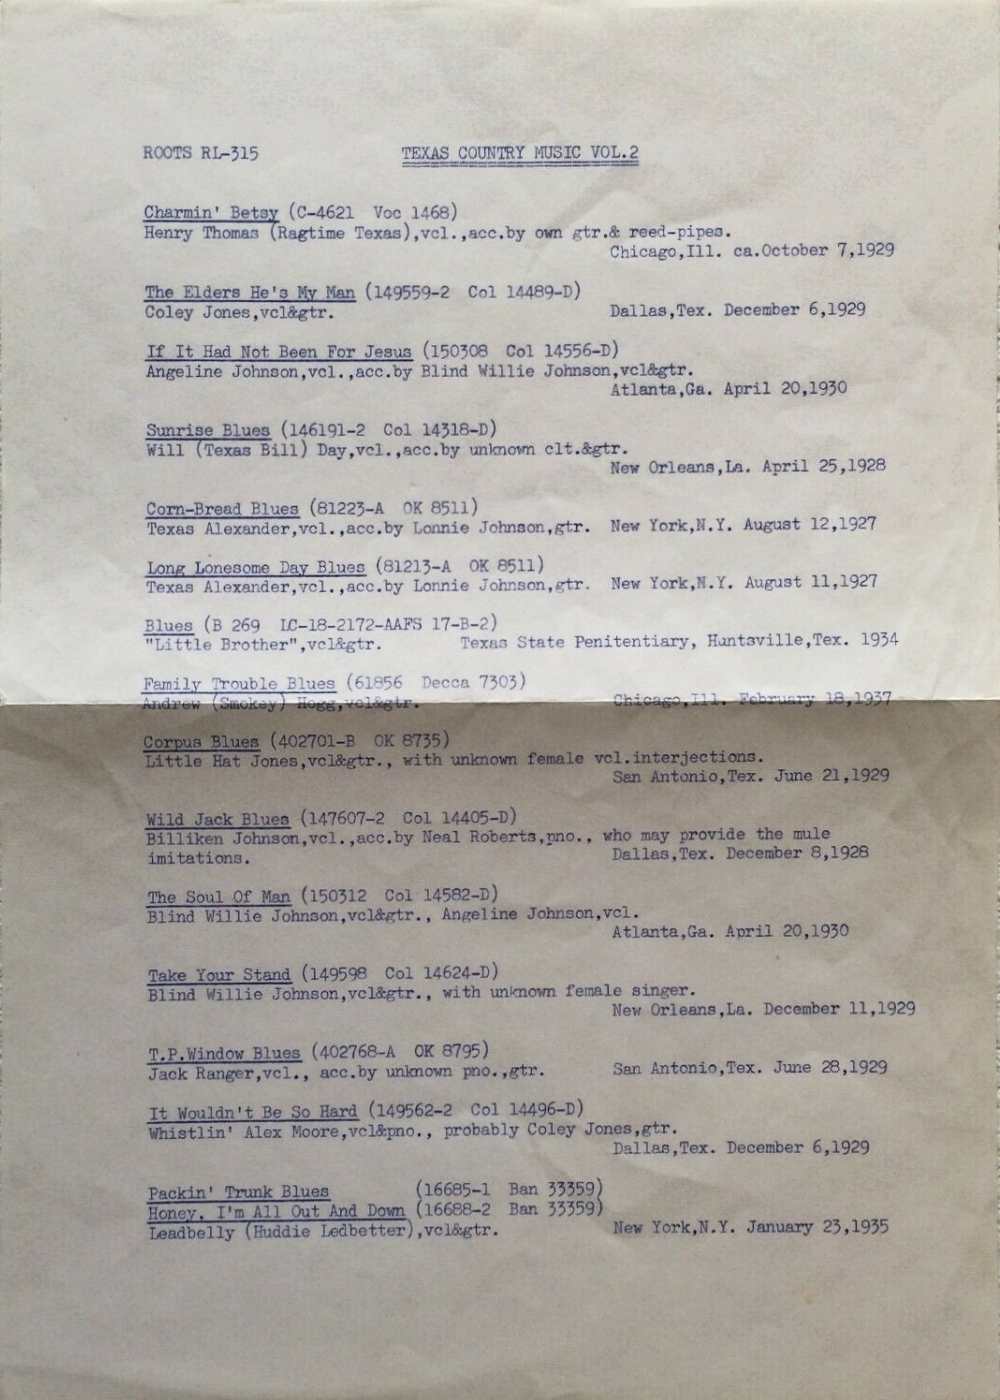 ROOTS RL-315 TEXAS COUNTRY MUSIC VOL.2
Charmin' Betsy (C-4621 Voc 1468)
Henry Thomas (Ragtime Texas),vcl.,acc.by own gtr.& reed-pipes.
Chicago,Ill. ca.October 7,1929
The Elders He's My Man (149559-2 Col 14489-D)
Coley Jones,vcl&gtr. Dallas,Tex. December 6,1929
If It Had Not Been For Jesus (150308 Col 14556-D)
Angeline Johnson,vcl.,acc.by Blind Willie Johnson,vcl&gtr.
Atlanta,Ga. April 20,1930
Sunrise Blues (146191-2 Col 14318-D)
Will (Texas Bill) Day,vcl.,acc.by unknown clt.&gtr.
New Orleans,La. April 25,1928
Corn-Bread Blues (81223-A OK 8511)
Texas Alexander,vcl.,acc.by Lonnie Johnson,gtr. New York,N.Y. August 12,1927
Long Lonesome Day Blues (81213-A OK 8511)
Texas Alexander,vcl.,acc.by Lonnie Johnson,gtr. New York,N.Y. August 11,1927
Blues (B 269 LC-18-2172-AAFS 17-B-2)
"Little Brother",vcl&gtr. Texas State Penitentiary, Huntsville,Tex. 1934
Family Trouble Blues (61856 Decca 7303)
Andrew (Smokey) Hogg,vcl&gtr. Chicago,Ill. February 18,1937
Corpus Blues (402701-B OK 8735)
Little Hat Jones,vcl&gtr., with unknown female vcl.interjections.
San Antonio,Tex. June 21,1929
Wild Jack Blues (147607-2 Col 14405-D)
Billiken Johnson,vcl.,acc.by Neal Roberts,pno., who may provide the mule
imitations. Dallas,Tex. December 8,1928
The Soul Of Man (150312 Col 14582-D)
Blind Willie Johnson,vcl&gtr., Angeline Johnson,vcl.
Atlanta,Ga. April 20,1930
Take Your Stand (149598 Col 14624-D)
Blind Willie Johnson,vcl&gtr., with unknown female singer.
New Orleans,La. December 11,1929
T.P.Window Blues (402768-A OK 8795)
Jack Ranger,vcl., acc.by unknown pno.,gtr. San Antonio,Tex. June 28,1929
It Wouldn't Be So Hard (149562-2 Col 14496-D)
Whistlin' Alex Moore,vcl&pno., probably Coley Jones,gtr.
Dallas,Tex. December 6,1929
Packin' Trunk Blues (16685-1 Ban 33359)
Honey, I'm All Out And Down (16688-2 Ban 33359)
Leadbelly (Huddie Ledbetter),vcl&gtr. New York,N.Y. January 23,1935